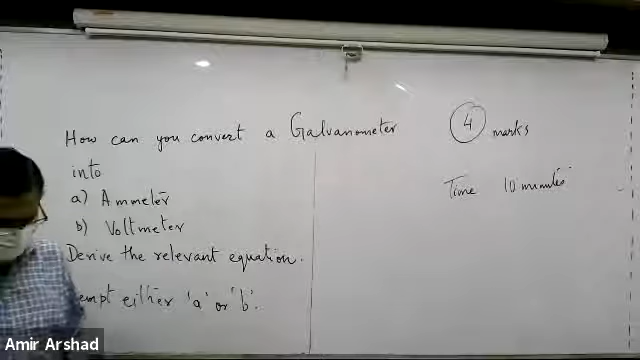 How can you convert a Galvanometer
into
a) Ammeter
b) Voltmeter
Derive the relevant equation.
empt either 'a' or 'b'.
4 marks
Time 10 minutes
Amir Arshad